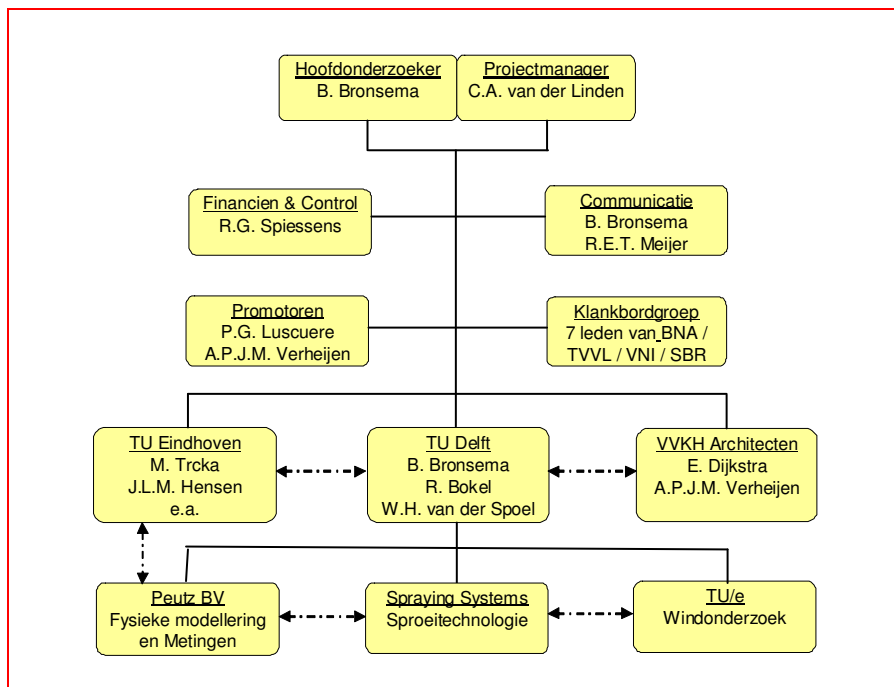 Hoofdonderzoeker
B. Bronsema
Projectmanager
C.A. van der Linden
Financien & Control
R.G. Spiessens
Communicatie
B. Bronsema
R.E.T. Meijer
Promotoren
P.G. Luscuere
A.P.J.M. Verheijen
Klankbordgroep
7 leden van BNA /
TVVL / VNI / SBR
TU Eindhoven
M. Trcka
J.L.M. Hensen
e.a.
TU Delft
B. Bronsema
R. Bokel
W.H. van der Spoel
VVKH Architecten
E. Dijkstra
A.P.J.M. Verheijen
Peutz BV
Fysieke modellering
en Metingen
Spraying Systems
Sproeitechnologie
TU/e
Windonderzoek